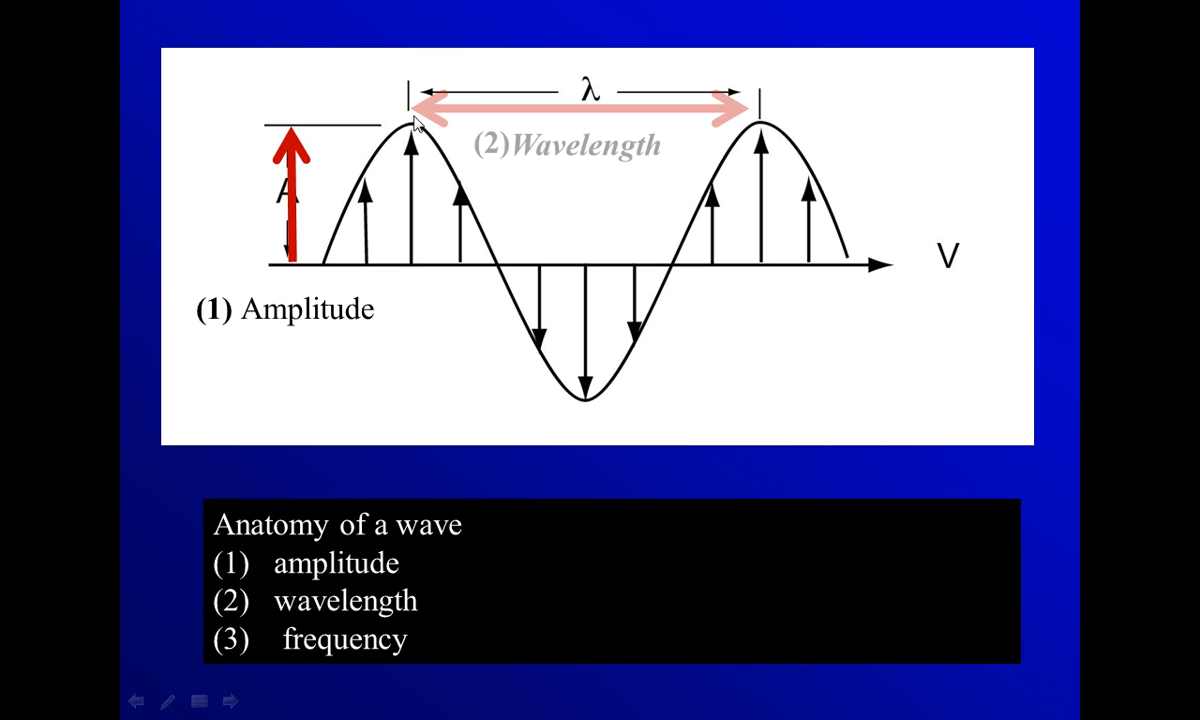 λ
(2)Wavelength
A
V
(1) Amplitude
Anatomy of a wave
(1) amplitude
(2) wavelength
(3) frequency